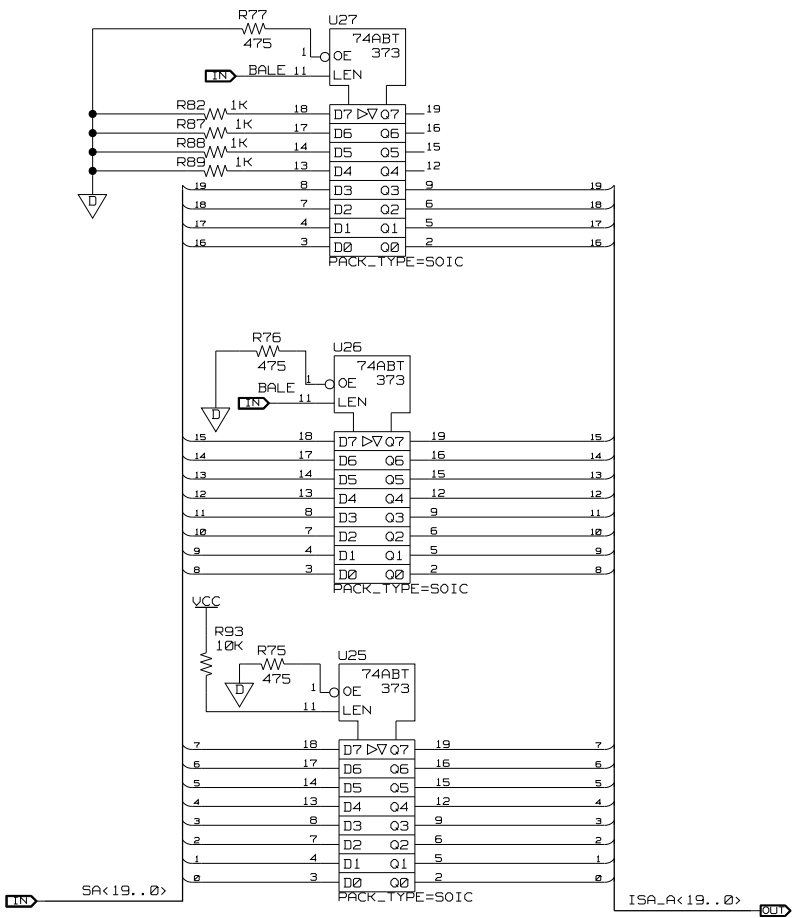 R77
U27
475
74ABT
373
1
OE
IN
BALE
11
LEN
R82
1K
18
D7
Q7
19
R87
1K
17
D6
Q6
16
R88
1K
14
D5
Q5
15
R89
1K
13
D4
Q4
12
D
19
8
D3
Q3
9
19
18
7
D2
Q2
6
18
17
4
D1
Q1
5
17
16
3
D0
Q0
2
16
PACK_TYPE=SOIC
R76
U26
475
74ABT
373
1
OE
BALE
IN
11
LEN
D
15
18
D7
Q7
19
15
14
17
D6
Q6
16
14
13
14
D5
Q5
15
13
12
13
D4
Q4
12
12
11
8
D3
Q3
9
11
10
7
D2
Q2
6
10
9
4
D1
Q1
5
9
8
3
D0
Q0
2
8
PACK_TYPE=SOIC
VCC
R93
10K
R75
U25
475
74ABT
373
D
1
OE
11
LEN
7
18
D7
Q7
19
7
6
17
D6
Q6
16
6
5
14
D5
Q5
15
5
4
13
D4
Q4
12
4
3
8
D3
Q3
9
3
2
7
D2
Q2
6
2
1
4
D1
Q1
5
1
0
3
D0
Q0
2
0
PACK_TYPE=SOIC
IN
SA<19..0>
ISA_A<19..0>
OUT